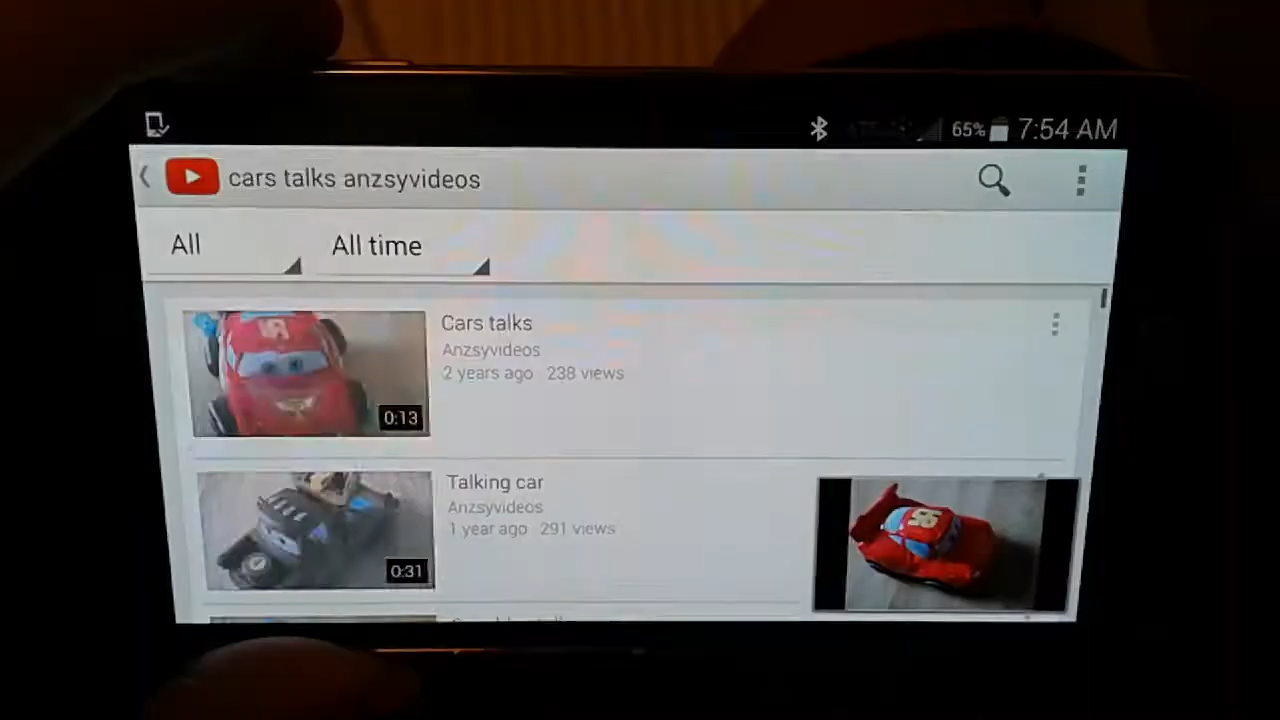 65% 7:54 AM
cars talks anzsyvideos
All All time
Cars talks
Anzsyvideos
2 years ago 238 views
0:13
Talking car
Anzsyvideos
1 year ago 291 views
0:31